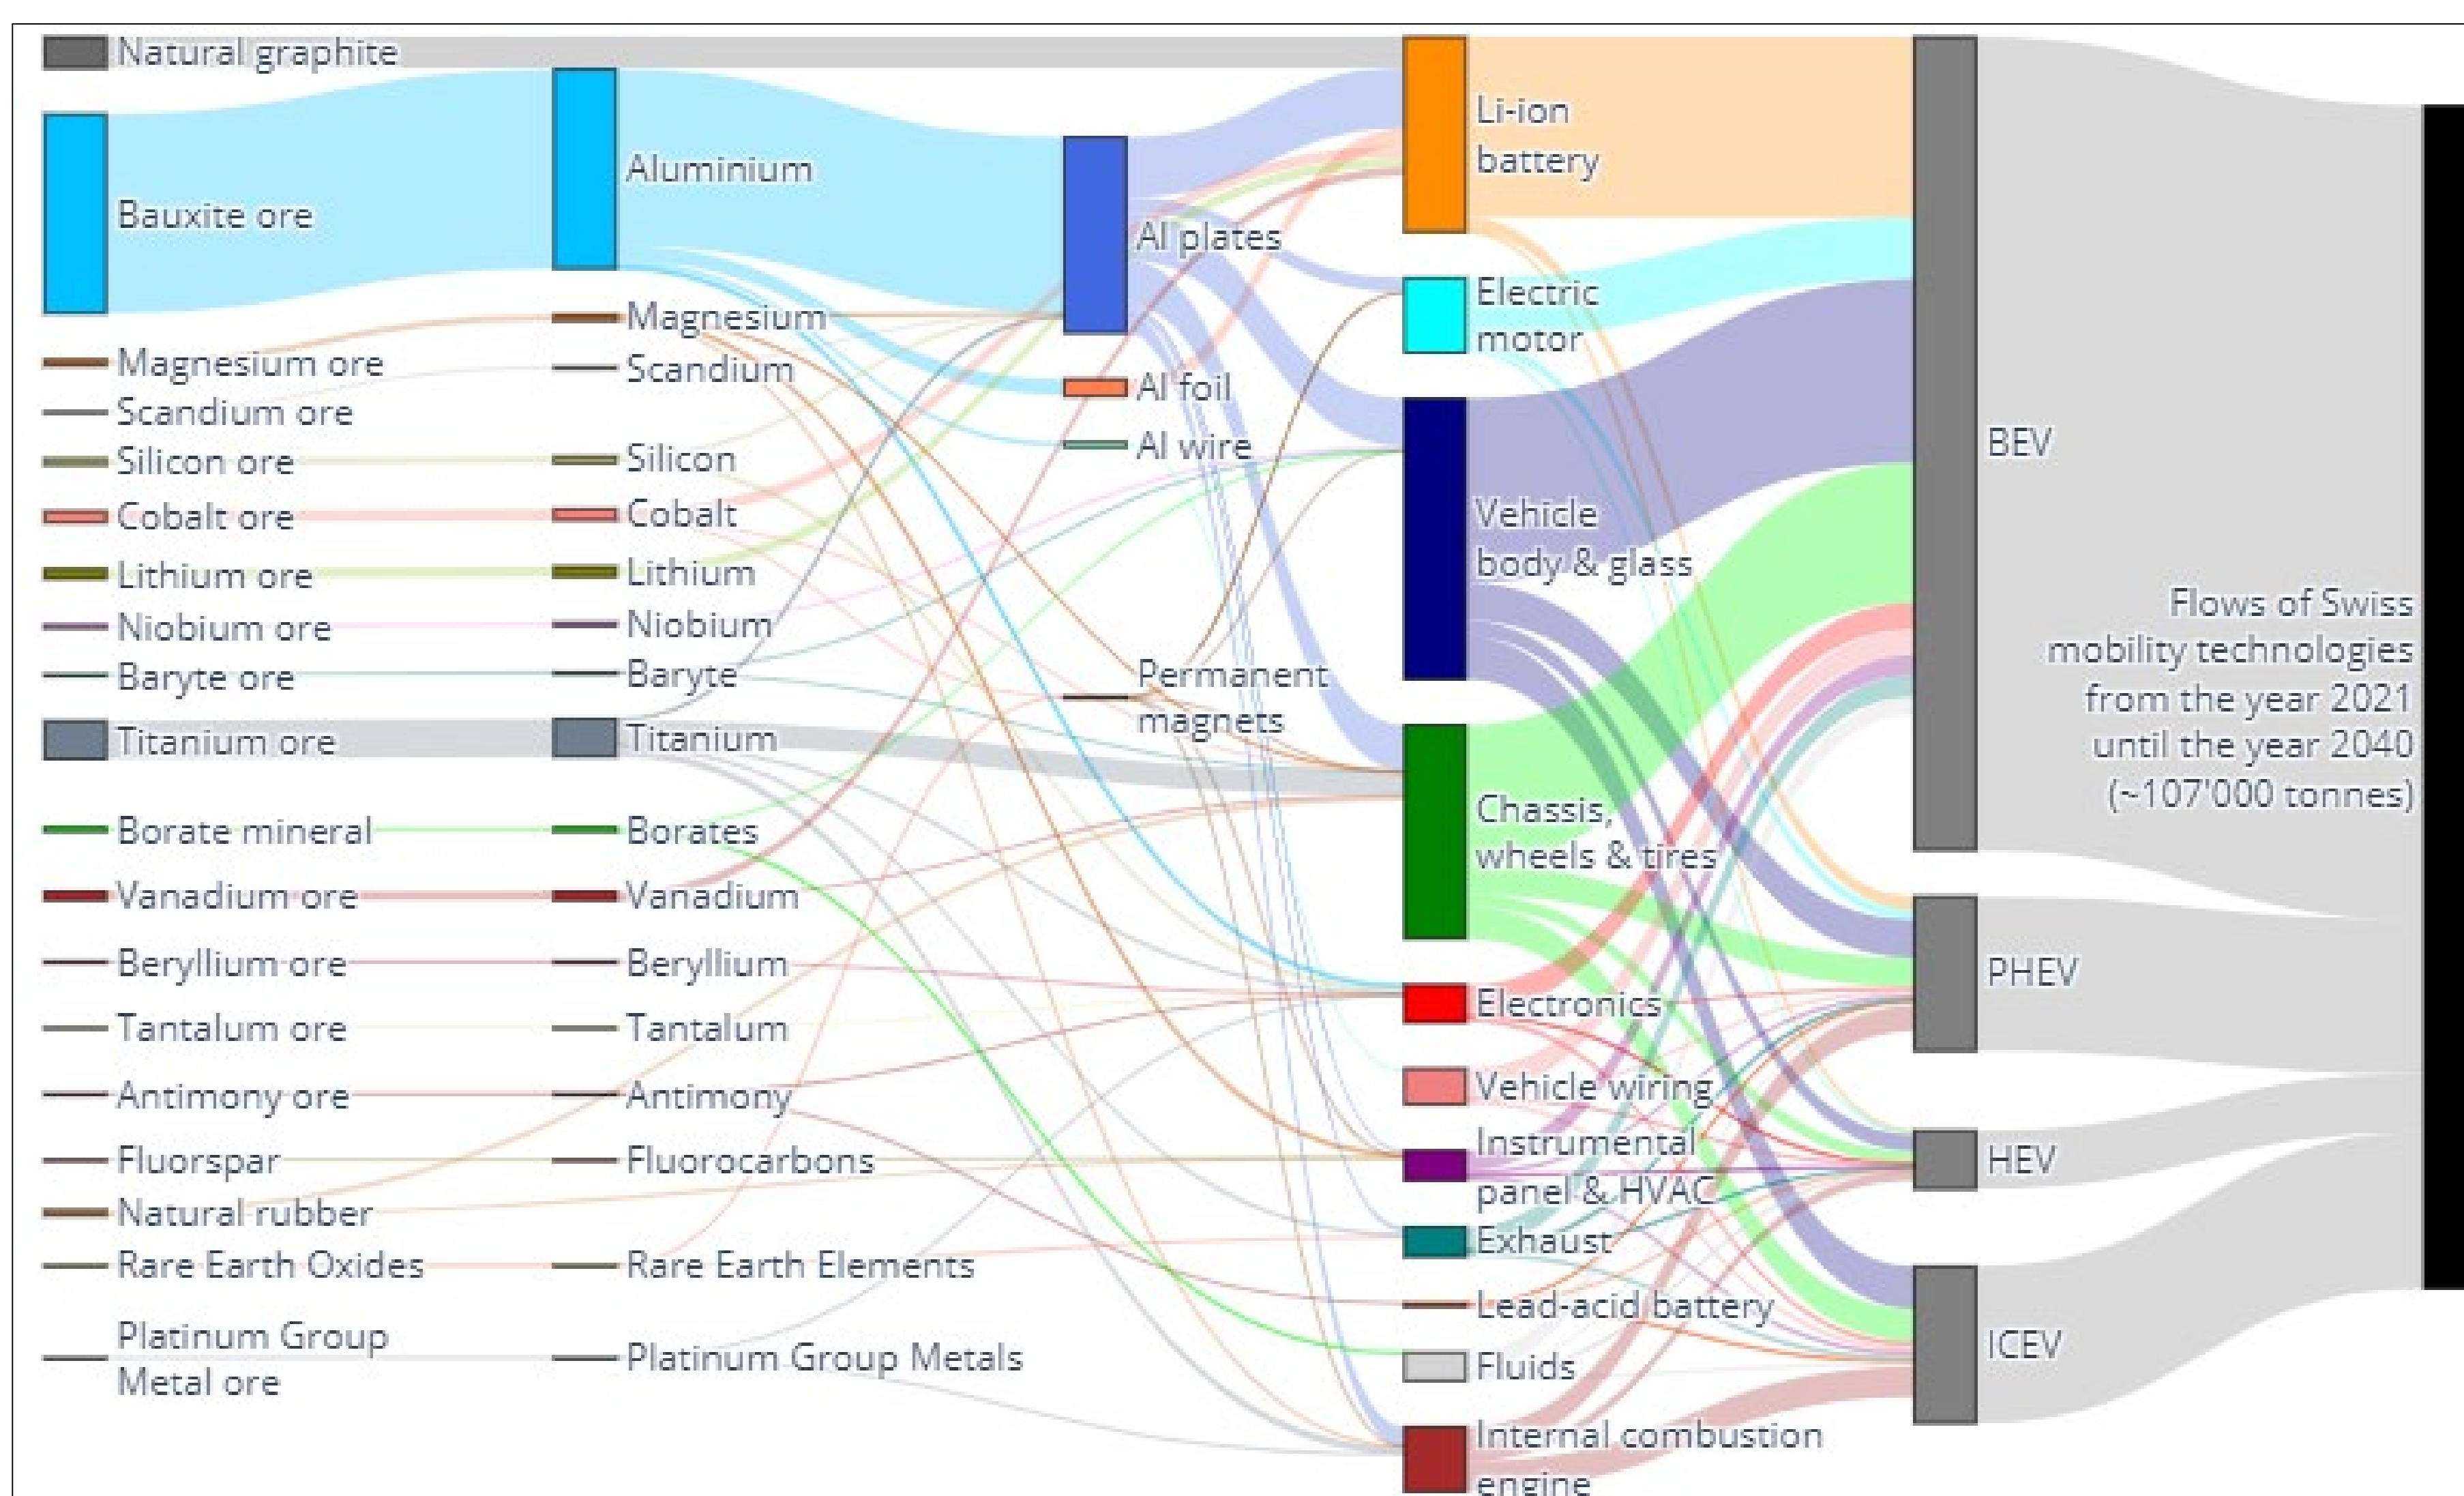 Natural graphite
Bauxite ore
Magnesium ore
Scandium ore
Silicon ore
Cobalt ore
Lithium ore
Niobium ore
Baryte ore
Titanium ore
Borate mineral
Vanadium ore
Beryllium ore
Tantalum ore
Antimony ore
Fluorspar
Natural rubber
Rare Earth Oxides
Platinum Group
Metal ore
Aluminium
Magnesium
Scandium
Silicon
Cobalt
Lithium
Niobium
Baryte
Titanium
Borates
Vanadium
Beryllium
Tantalum
Antimony
Fluorocarbons
Rare Earth Elements
Platinum Group Metals
Al plates
Al foil
Al wire
Permanent
magnets
Li-ion
battery
Electric
motor
Vehicle
body & glass
Chassis,
wheels & tires
Electronics
Vehicle wiring
Instrumental
panel & HVAC
Exhaust
Lead-acid battery
Fluids
Internal combustion
engine
BEV
PHEV
HEV
ICEV
Flows of Swiss
mobility technologies
from the year 2021
until the year 2040
(~107'000 tonnes)